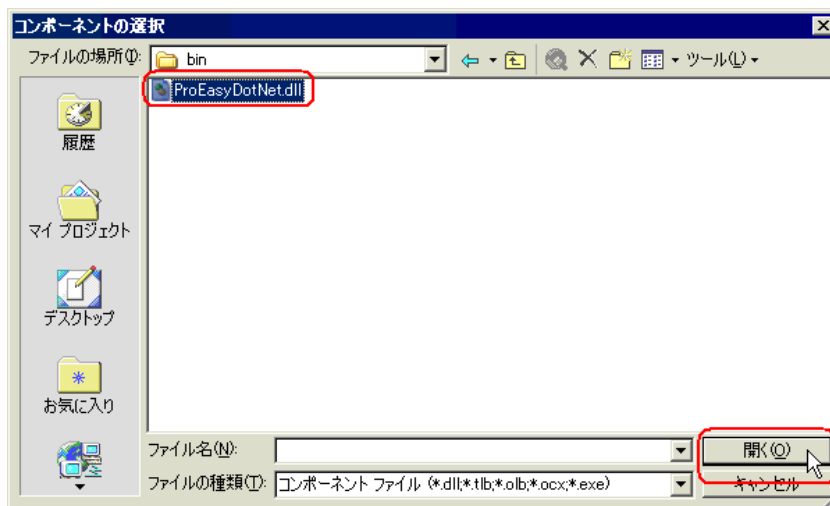 コンポーネントの選択
ファイルの場所(I):
bin
ツール(L)
ProEasyDotNet.dll
履歴
マイ プロジェクト
デスクトップ
お気に入り
ファイル名(N):
開く(O)
ファイルの種類(T):
コンポーネント ファイル (*.dll;*.tlb;*.olb;*.ocx;*.exe)
キャンセル